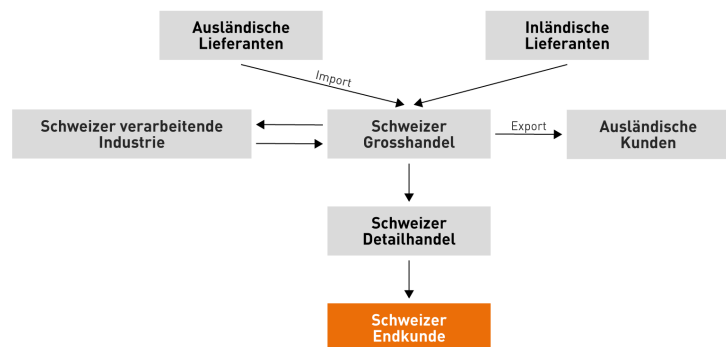 Ausländische
Lieferanten
Inländische
Lieferanten
Import
Schweizer verarbeitende
Industrie
Schweizer
Grosshandel
Export
Ausländische
Kunden
Schweizer
Detailhandel
Schweizer
Endkunde